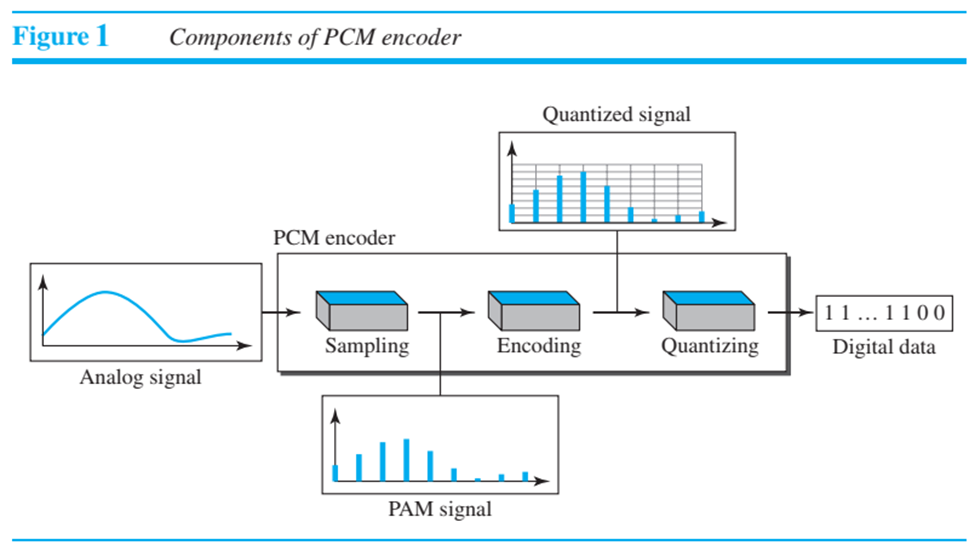 Figure 1 Components of PCM encoder
Quantized signal
PCM encoder
Sampling
Encoding
Quantizing
1 1 ... 1 1 0 0
Digital data
Analog signal
PAM signal